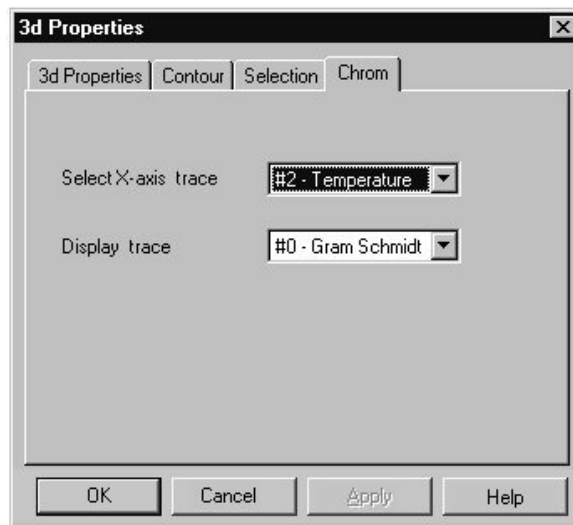 3d Properties
3d Properties Contour Selection Chrom
Select X-axis trace #2 - Temperature
Display trace #0 - Gram Schmidt
OK Cancel Apply Help